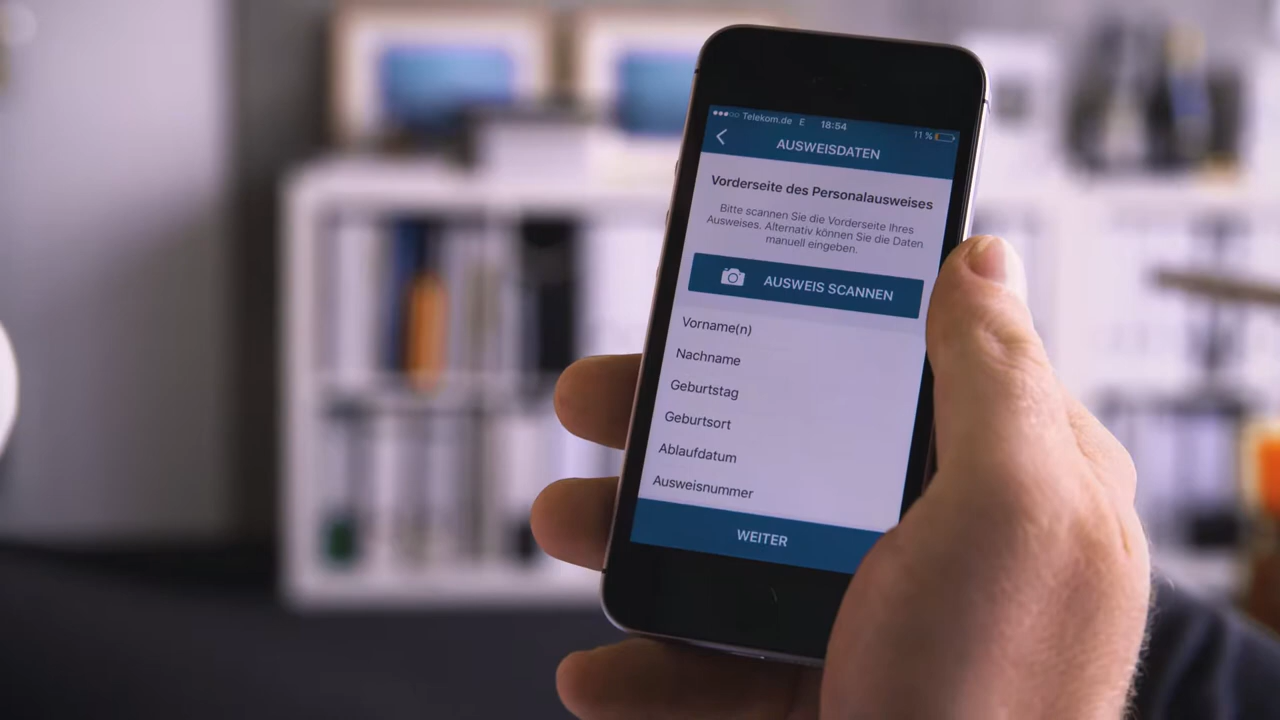 Telekom.de E 18:54 11 %
AUSWEISDATEN
Vorderseite des Personalausweises
Bitte scannen Sie die Vorderseite Ihres
Ausweises. Alternativ können Sie die Daten
manuell eingeben.
AUSWEIS SCANNEN
Vorname(n)
Nachname
Geburtstag
Geburtsort
Ablaufdatum
Ausweisnummer
WEITER